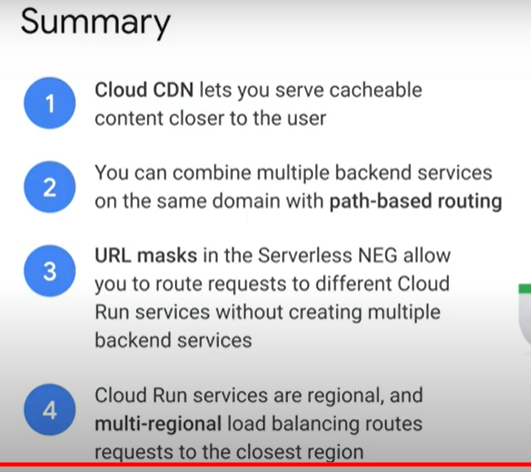 Summary
1
Cloud CDN lets you serve cacheable
content closer to the user
2
You can combine multiple backend services
on the same domain with path-based routing
3
URL masks in the Serverless NEG allow
you to route requests to different Cloud
Run services without creating multiple
backend services
4
Cloud Run services are regional, and
multi-regional load balancing routes
requests to the closest region